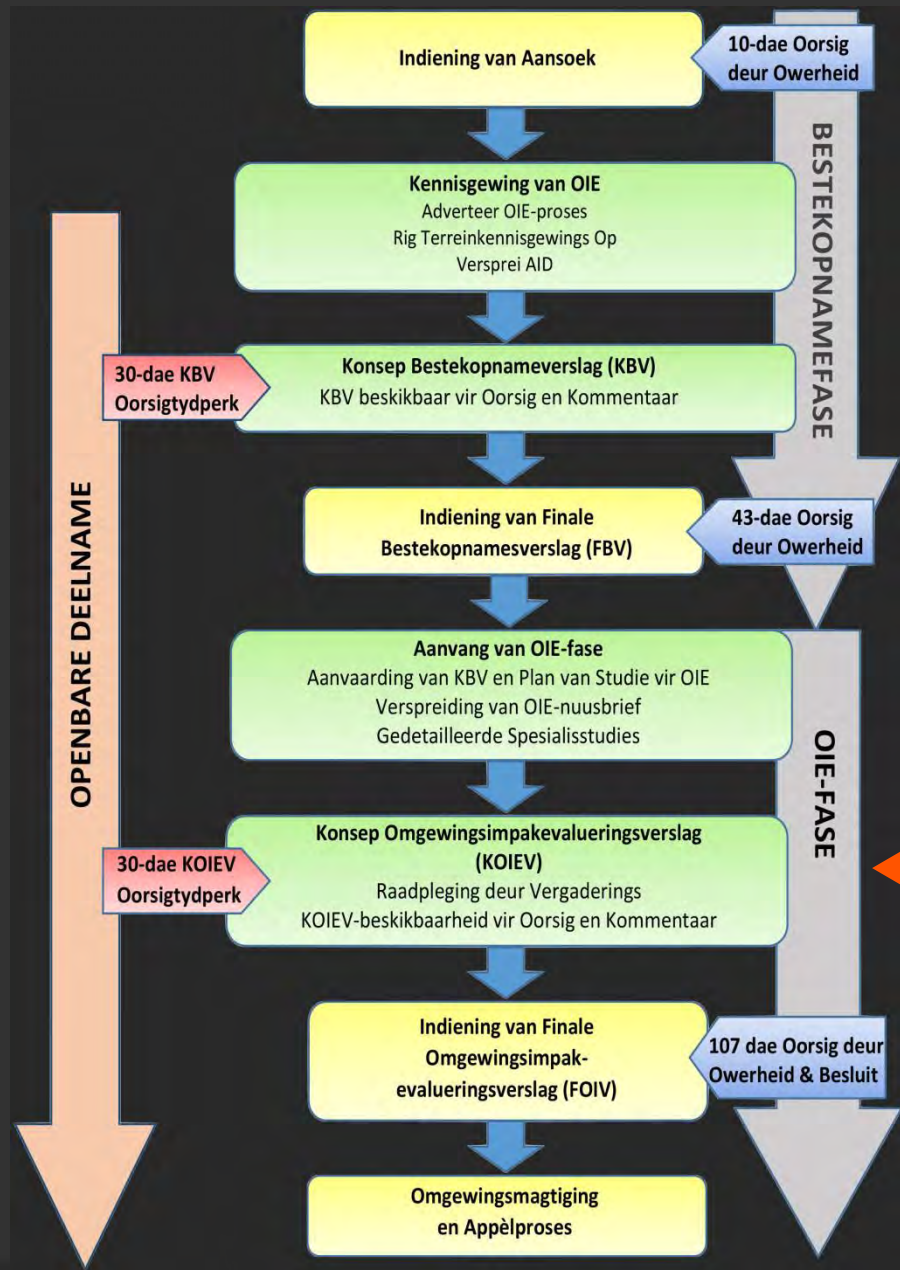 Indiening van Aansoek
10-dae Oorsig
deur Owerheid
BESTEKOPNAMEFASE
Kennisgewing van OIE
Adverteer OIE-proses
Rig Terreinkennisgewings Op
Versprei AID
OPENBARE DEELNAME
30-dae KBV
Oorsigtydperk
Konsep Bestekopnameverslag (KBV)
KBV beskikbaar vir Oorsig en Kommentaar
Indiening van Finale
Bestekopnamesverslag (FBV)
43-dae Oorsig
deur Owerheid
Aanvang van OIE-fase
Aanvaarding van KBV en Plan van Studie vir OIE
Verspreiding van OIE-nuusbrief
Gedetailleerde Spesialisstudies
OIE-FASE
30-dae KOIEV
Oorsigtydperk
Konsep Omgewingsimpakevalueringsverslag
(KOIEV)
Raadpleging deur Vergaderings
KOIEV-beskikbaarheid vir Oorsig en Kommentaar
Indiening van Finale
Omgewingsimpak-
evalueringsverslag (FOIV)
107 dae Oorsig deur
Owerheid & Besluit
Omgewingsmagtiging
en Appèlproses